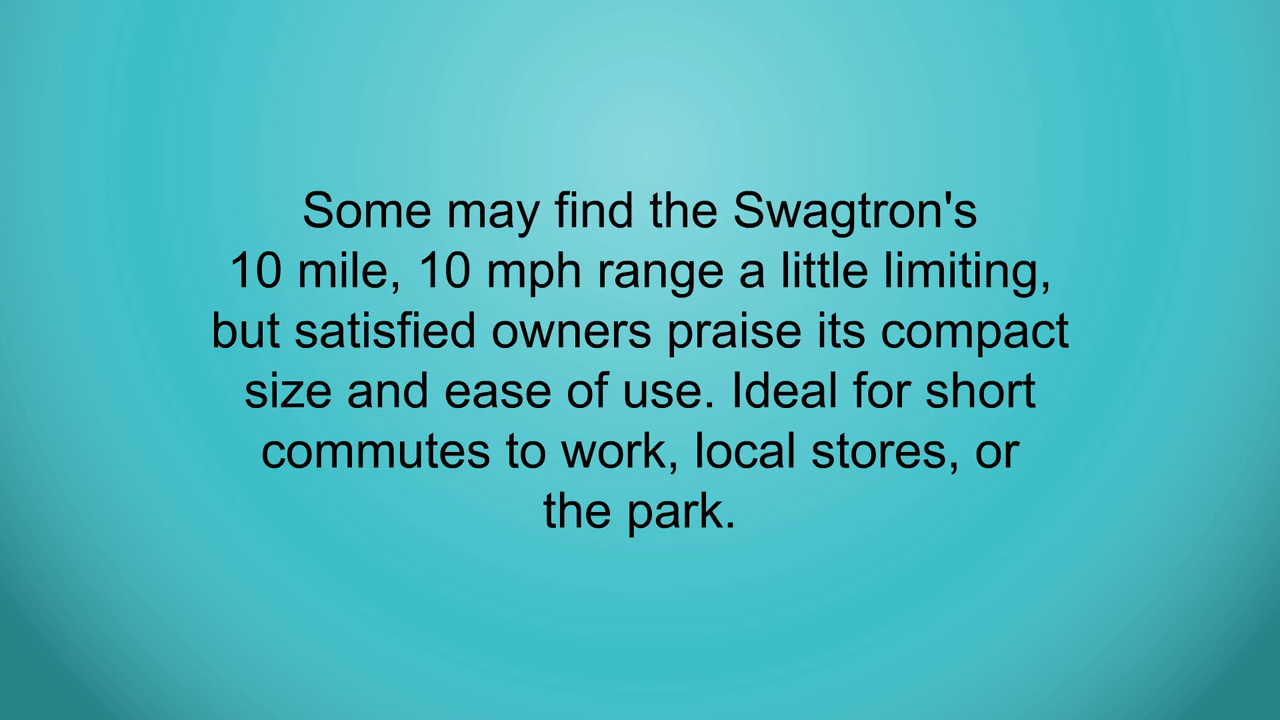 Some may find the Swagtron's
10 mile, 10 mph range a little limiting,
but satisfied owners praise its compact
size and ease of use. Ideal for short
commutes to work, local stores, or
the park.